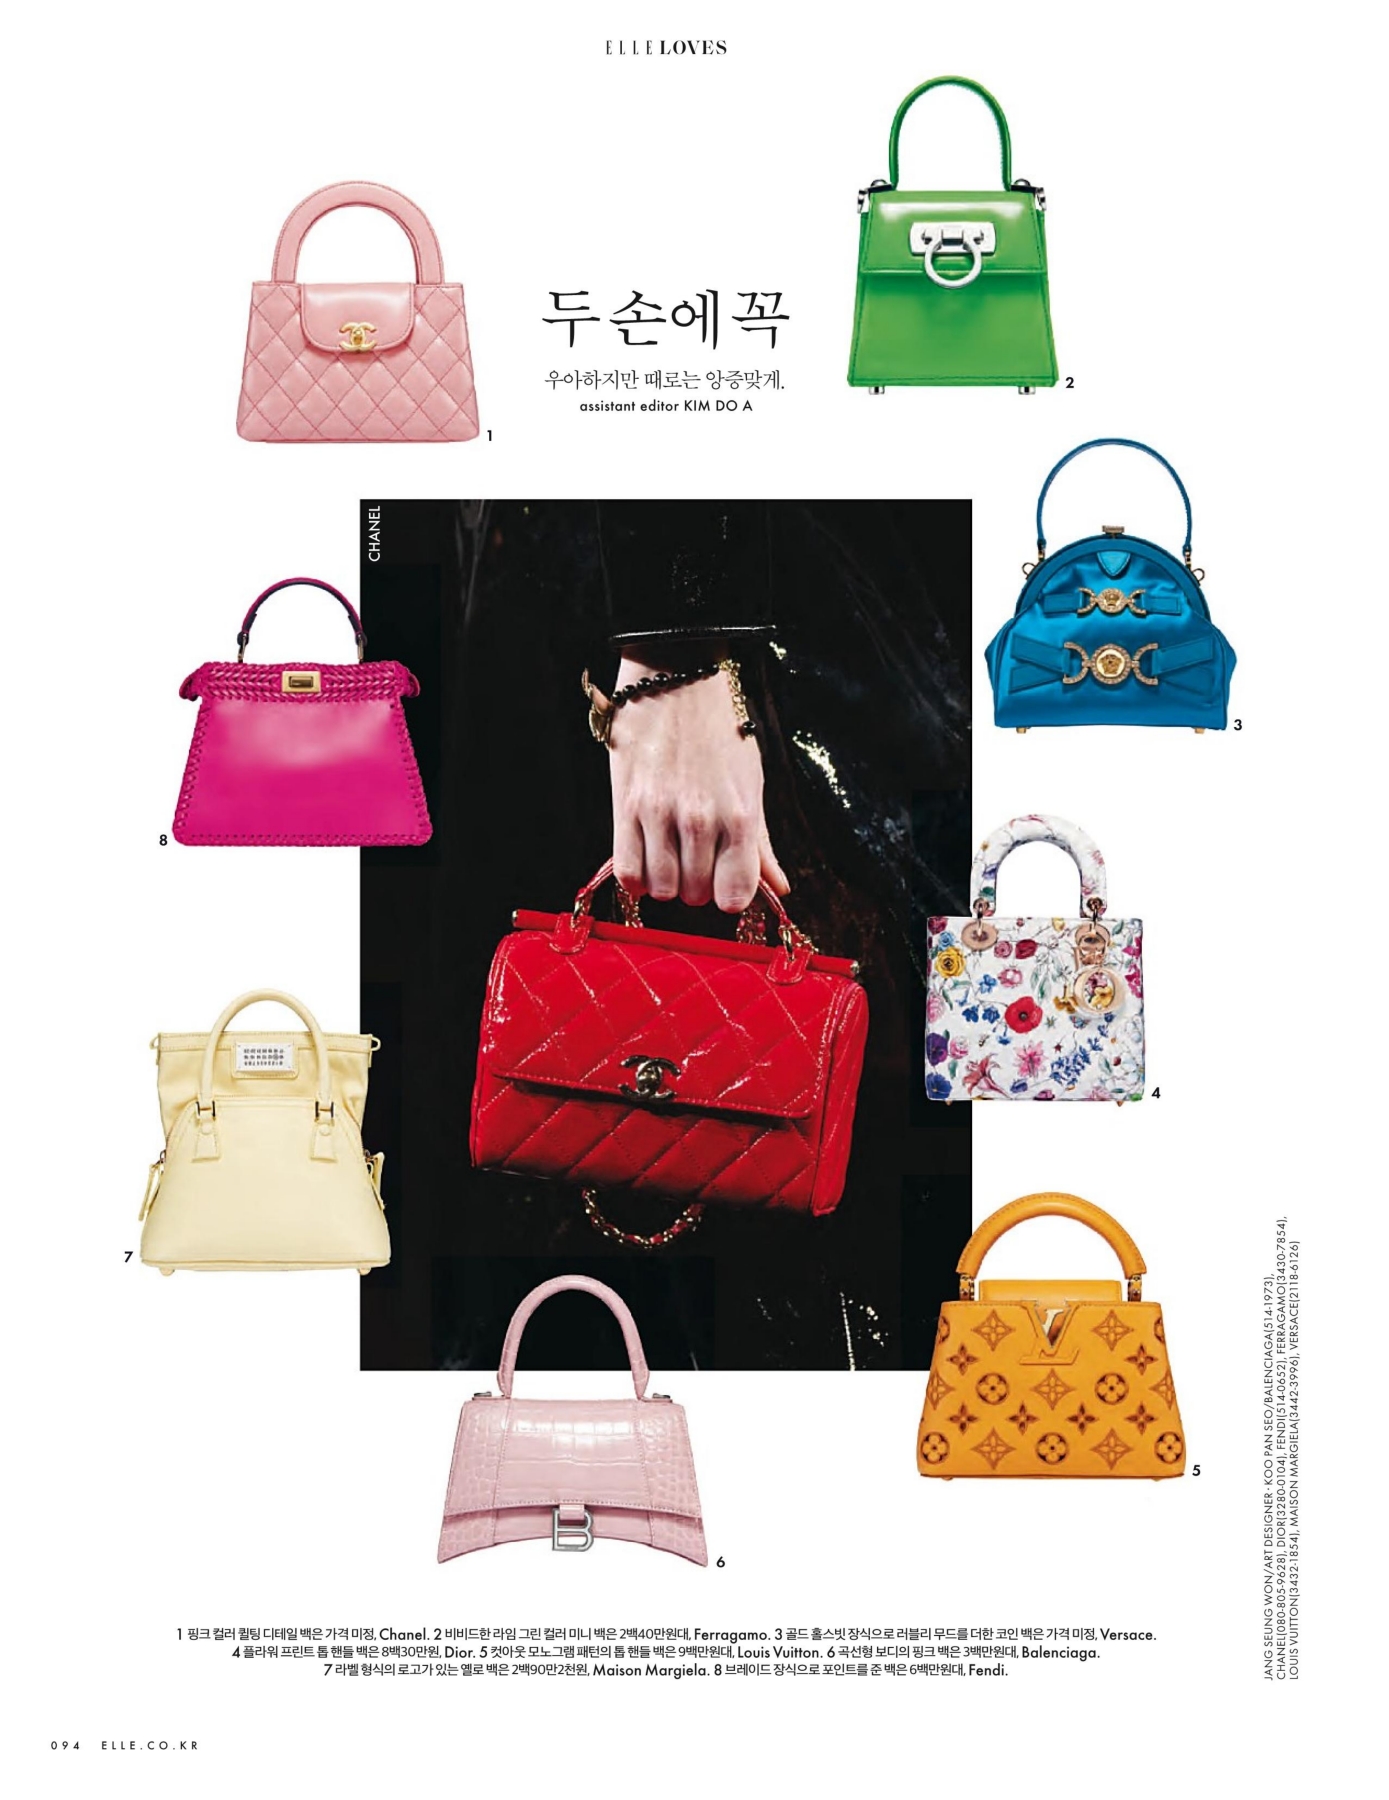 ELLE LOVES
두 손에 꼭
우아하지만 때로는 앙증맞게.
assistant editor KIM DO A
1
2
CHANEL
3
8
4
7
5
6
1 핑크 컬러 퀼팅 디테일 백은 가격 미정, Chanel. 2 비비드한 라임 그린 컬러 미니 백은 2백40만원대, Ferragamo. 3 골드 홀스빗 장식으로 러블리 무드를 더한 코인 백은 가격 미정, Versace.
4 플라워 프린트 톱 핸들 백은 8백30만원, Dior. 5 컷아웃 모노그램 패턴의 톱 핸들 백은 9백만원대, Louis Vuitton. 6 곡선형 보디의 핑크 백은 3백만원대, Balenciaga.
7 라벨 형식의 로고가 있는 옐로 백은 2백90만2천원, Maison Margiela. 8 브레이드 장식으로 포인트를 준 백은 6백만원대, Fendi.
JANG SEUNG WON/ART DESIGNER · KOO PAN SEO/BALENCIAGA(514-1973),
CHANEL(080-805-9628), DIOR(3280-0104), FENDI(514-0652), FERRAGAMO(3430-7854),
LOUIS VUITTON(3432-1854), MAISON MARGIELA(3442-3996), VERSACE(2118-6126)
094 ELLE.CO.KR